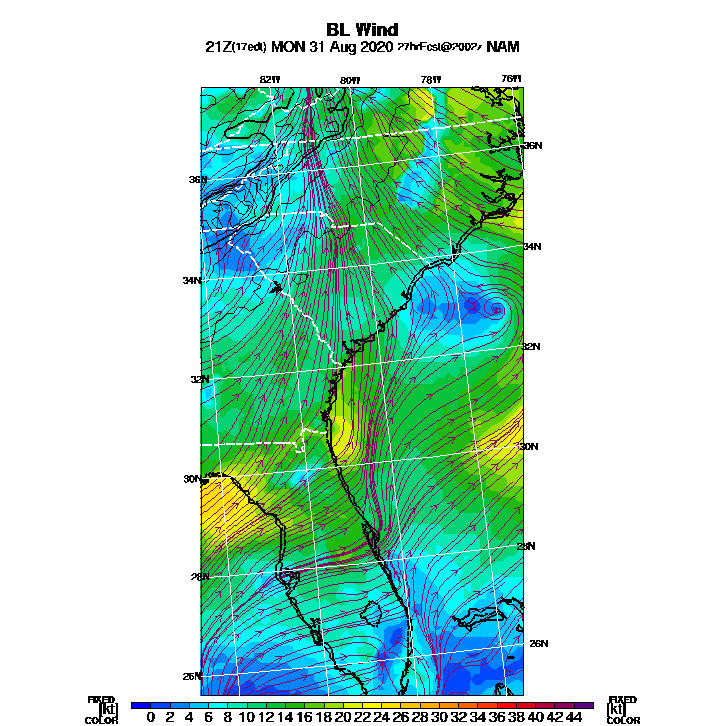 BL Wind
21Z(17edt) MON 31 Aug 2020 27hrFcst@2002z NAM
82W 80W 78W 76W
36N 36N
34N 34N
32N 32N
30N 30N
28N 28N
26N 26N
FIXED FIXED
[kt] 0 2 4 6 8 10 12 14 16 18 20 22 24 26 28 30 32 34 36 38 40 42 44 [kt]
COLOR COLOR